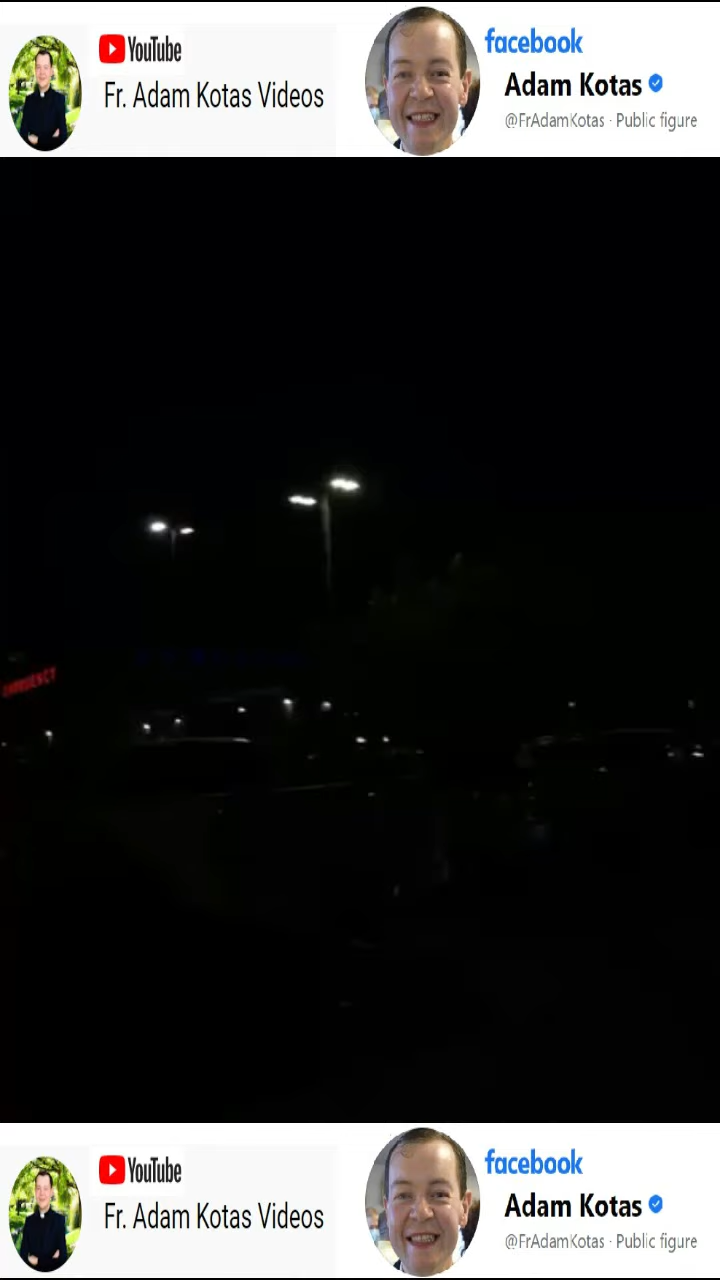 YouTube
Fr. Adam Kotas Videos
facebook
Adam Kotas
@FrAdamKotas · Public figure
EMERGENCY
YouTube
Fr. Adam Kotas Videos
facebook
Adam Kotas
@FrAdamKotas · Public figure